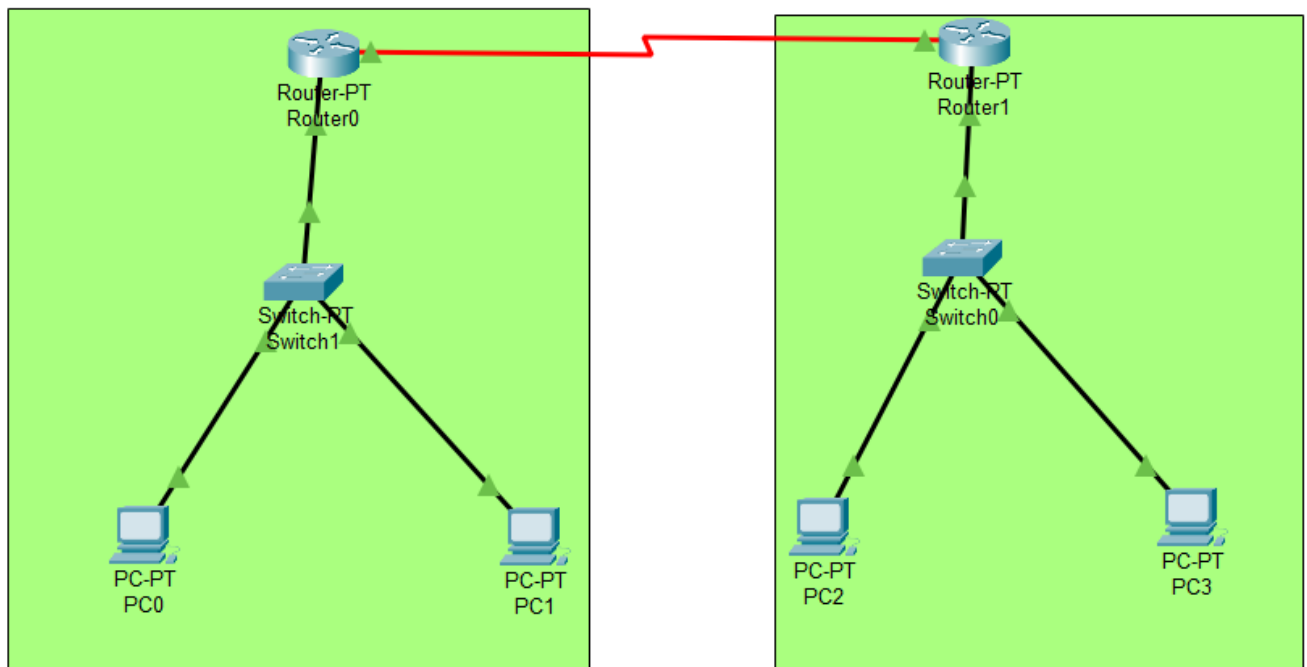 Router-PT
Router0
Router-PT
Router1
Switch-PT
Switch1
Switch-PT
Switch0
PC-PT
PC0
PC-PT
PC1
PC-PT
PC2
PC-PT
PC3